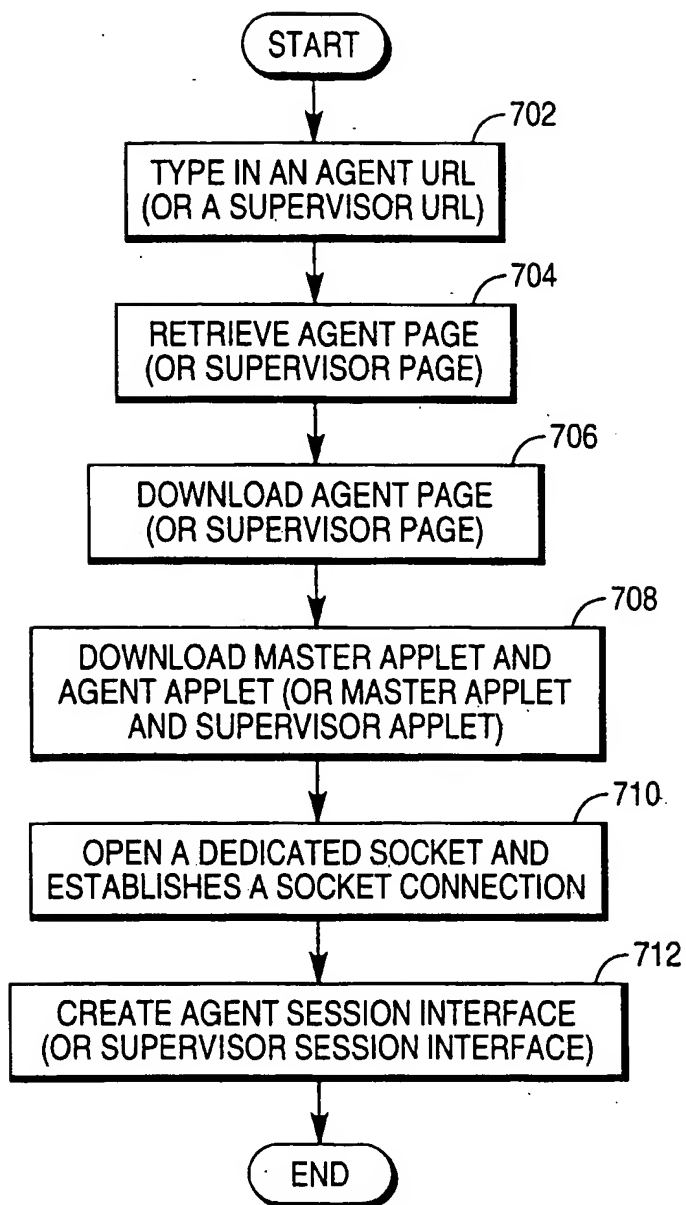 START
702
TYPE IN AN AGENT URL
(OR A SUPERVISOR URL)
704
RETRIEVE AGENT PAGE
(OR SUPERVISOR PAGE)
706
DOWNLOAD AGENT PAGE
(OR SUPERVISOR PAGE)
708
DOWNLOAD MASTER APPLET AND
AGENT APPLET (OR MASTER APPLET
AND SUPERVISOR APPLET)
710
OPEN A DEDICATED SOCKET AND
ESTABLISHES A SOCKET CONNECTION
712
CREATE AGENT SESSION INTERFACE
(OR SUPERVISOR SESSION INTERFACE)
END